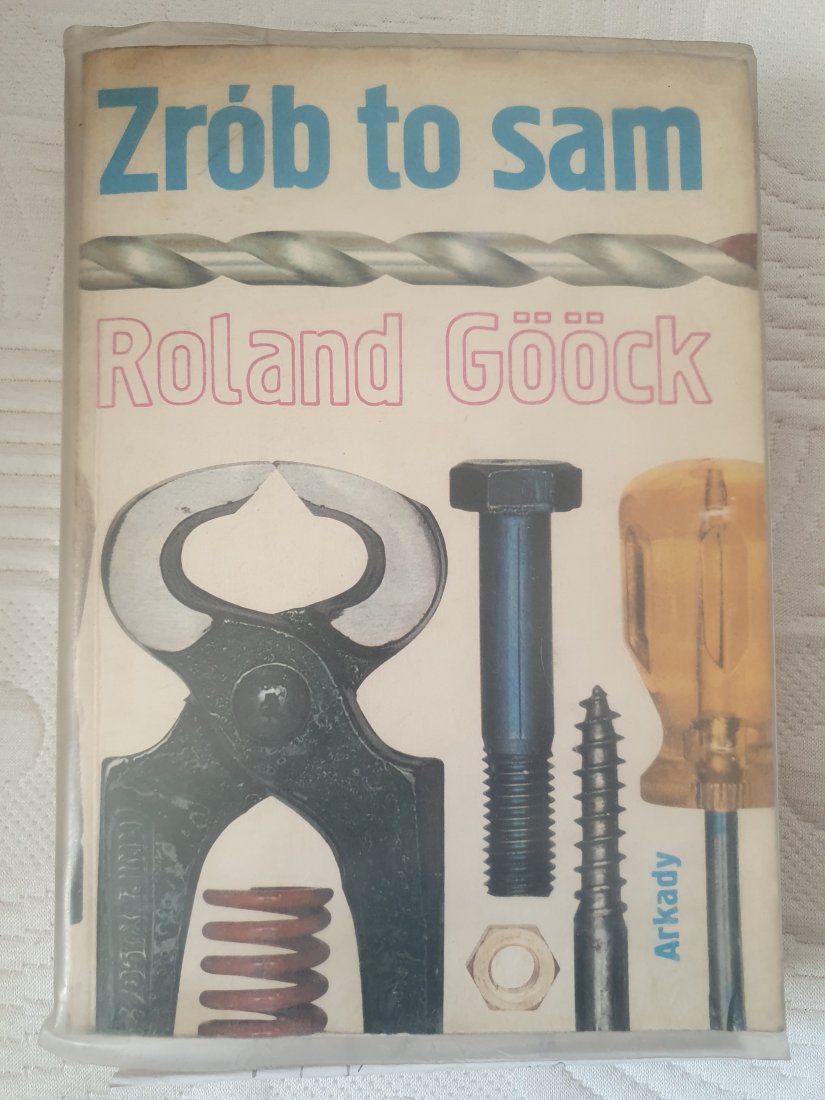 Zrób to sam
Roland Gööck
Arkady